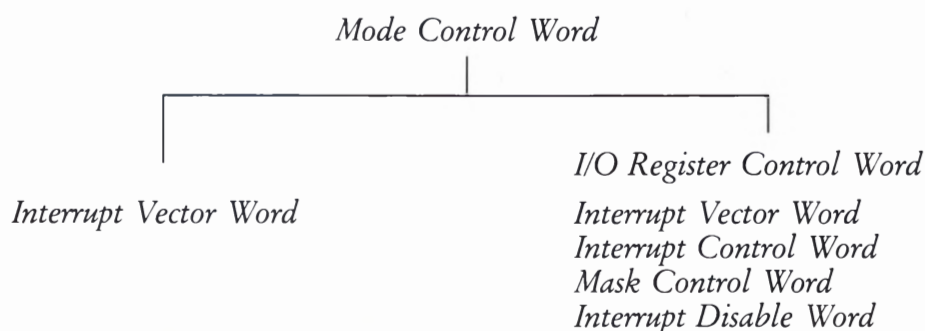 Mode Control Word
I/O Register Control Word
Interrupt Vector Word
Interrupt Vector Word
Interrupt Control Word
Mask Control Word
Interrupt Disable Word